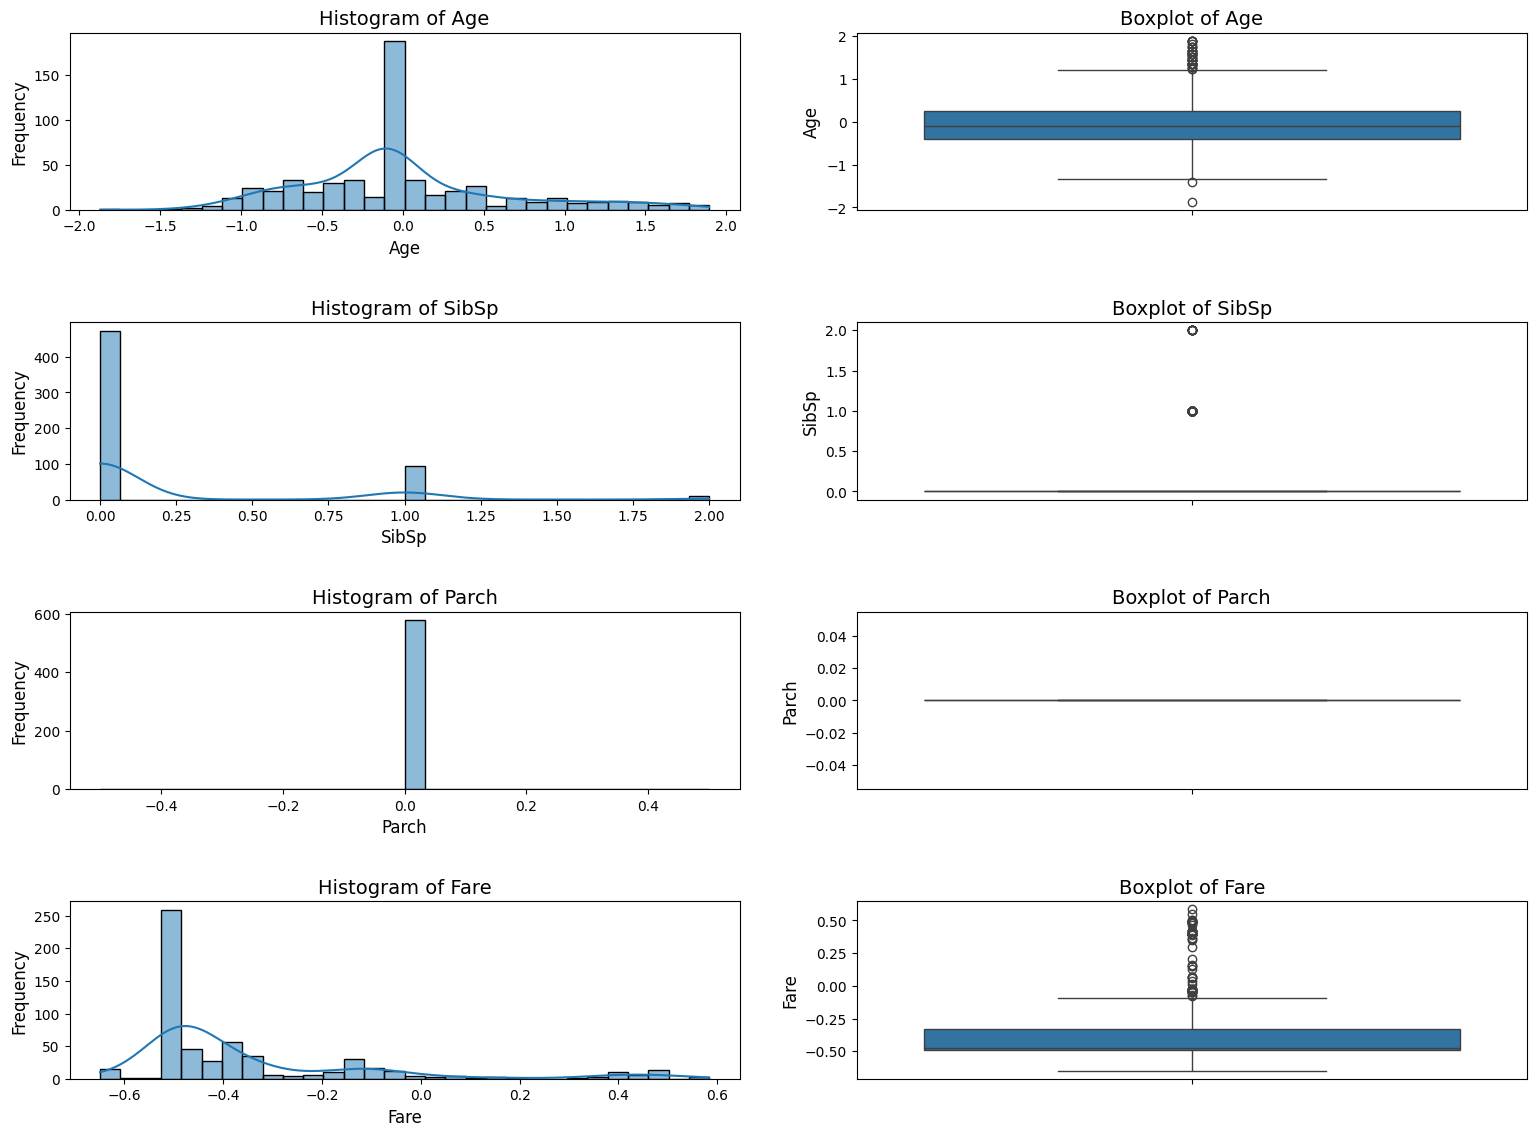 Histogram of Age
Frequency
150
100
50
0
−2.0 −1.5 −1.0 −0.5 0.0 0.5 1.0 1.5 2.0
Age
Boxplot of Age
Age
2
1
0
−1
−2
Histogram of SibSp
Frequency
400
300
200
100
0
0.00 0.25 0.50 0.75 1.00 1.25 1.50 1.75 2.00
SibSp
Boxplot of SibSp
SibSp
2.0
1.5
1.0
0.5
0.0
Histogram of Parch
Frequency
600
400
200
0
−0.4 −0.2 0.0 0.2 0.4
Parch
Boxplot of Parch
Parch
0.04
0.02
0.00
−0.02
−0.04
Histogram of Fare
Frequency
250
200
150
100
50
0
−0.6 −0.4 −0.2 0.0 0.2 0.4 0.6
Fare
Boxplot of Fare
Fare
0.50
0.25
0.00
−0.25
−0.50